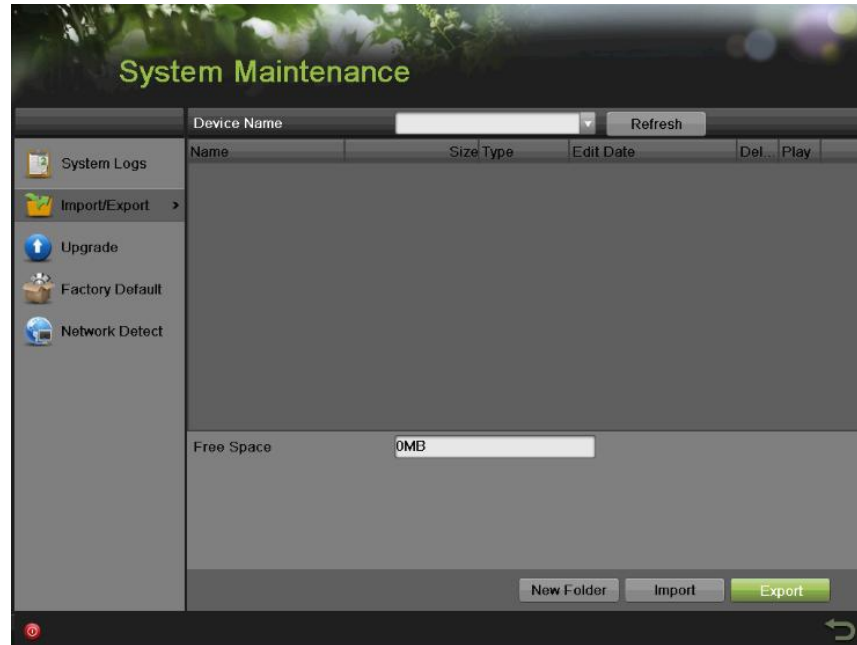 System Maintenance
Device Name Refresh
Name Size Type Edit Date Del... Play
System Logs
Import/Export >
Upgrade
Factory Default
Network Detect
Free Space 0MB
New Folder Import Export